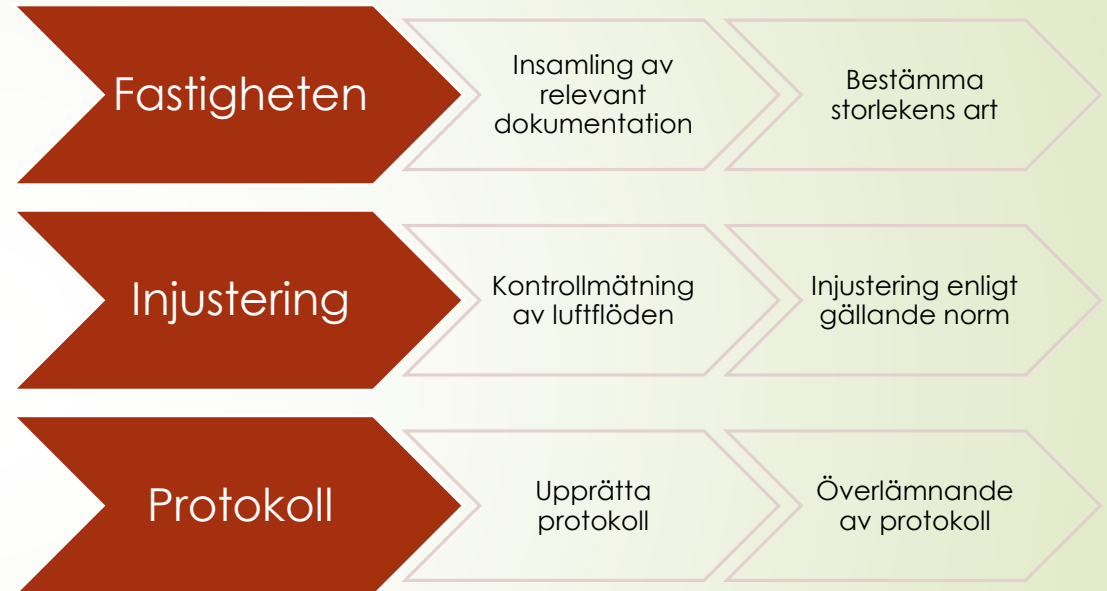 Fastigheten
Insamling av
relevant
dokumentation
Bestämma
storlekens art
Injustering
Kontrollmätning
av luftflöden
Injustering enligt
gällande norm
Protokoll
Upprätta
protokoll
Överlämnande
av protokoll